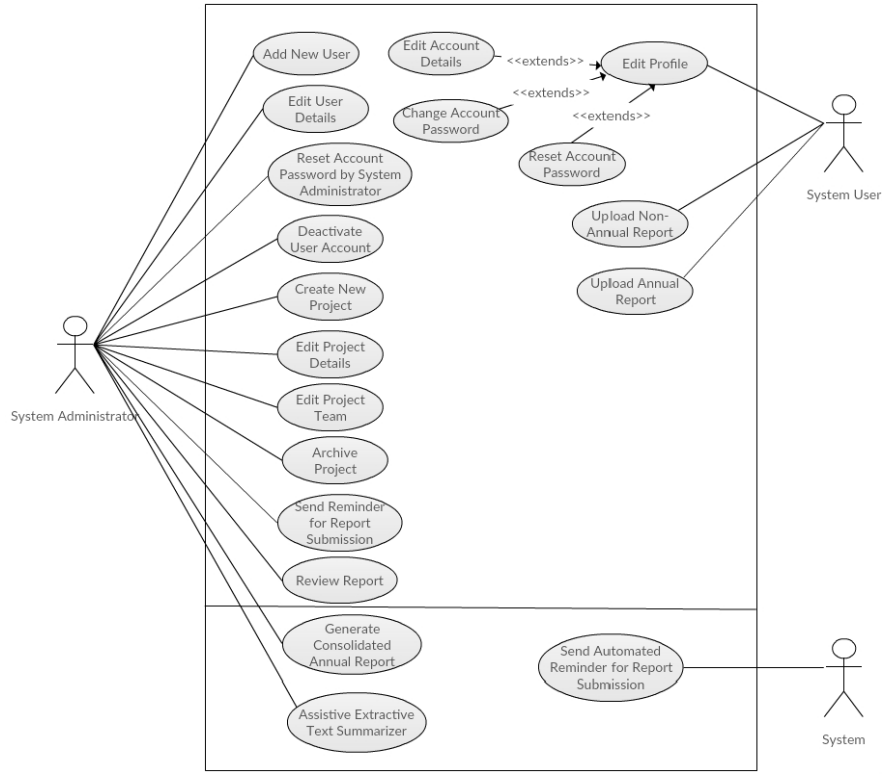 Add New User
Edit User
Details
Reset Account
Password by System
Administrator
Deactivate
User Account
Create New
Project
Edit Project
Details
Edit Project
Team
Archive
Project
Send Reminder
for Report
Submission
Review Report
Generate
Consolidated
Annual Report
Assistive Extractive
Text Summarizer
System Administrator
Edit Account
Details
<<extends>>
Edit Profile
Change Account
Password
<<extends>>
<<extends>>
Reset Account
Password
Upload Non-
Annual Report
Upload Annual
Report
System User
Send Automated
Reminder for Report
Submission
System